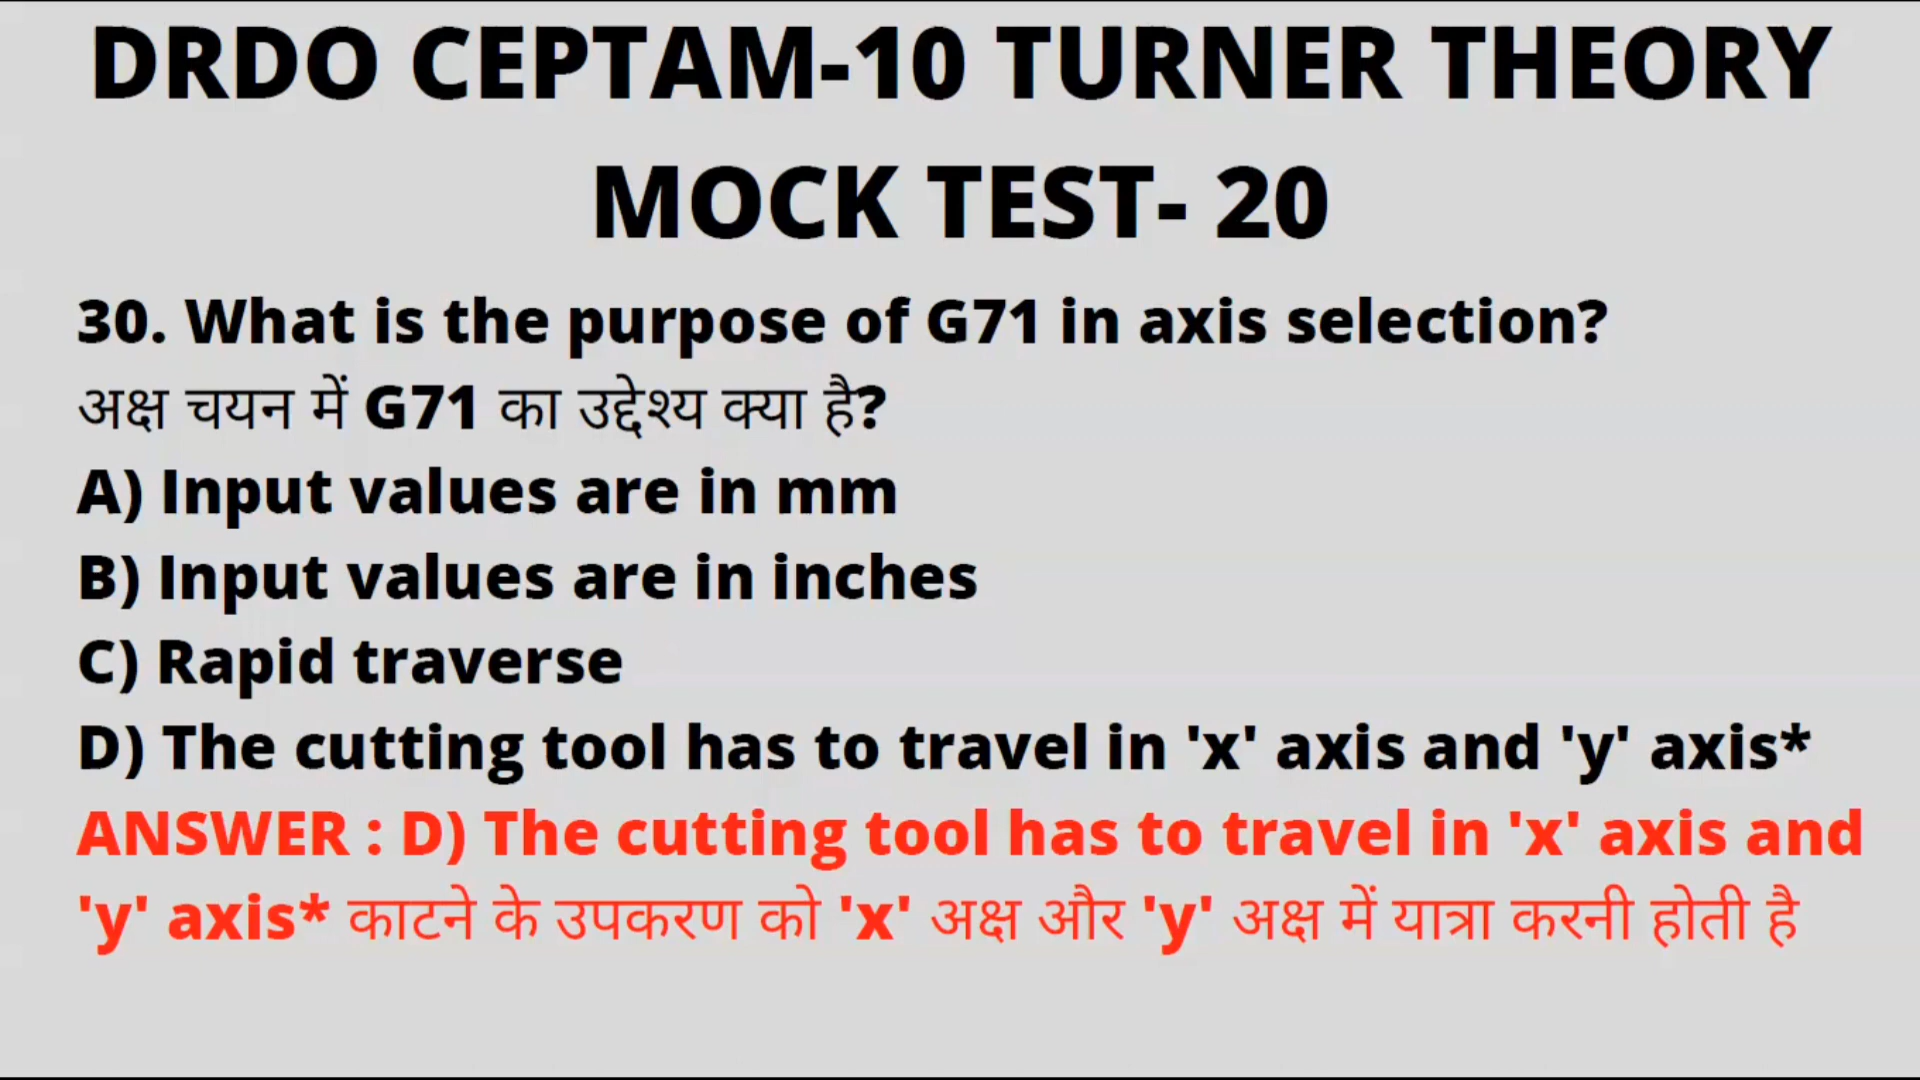 DRDO CEPTAM-10 TURNER THEORY
MOCK TEST- 20
30. What is the purpose of G71 in axis selection?
अक्ष चयन में G71 का उद्देश्य क्या है?
A) Input values are in mm
B) Input values are in inches
C) Rapid traverse
D) The cutting tool has to travel in 'x' axis and 'y' axis*
ANSWER : D) The cutting tool has to travel in 'x' axis and
'y' axis* काटने के उपकरण को 'x' अक्ष और 'y' अक्ष में यात्रा करनी होती है